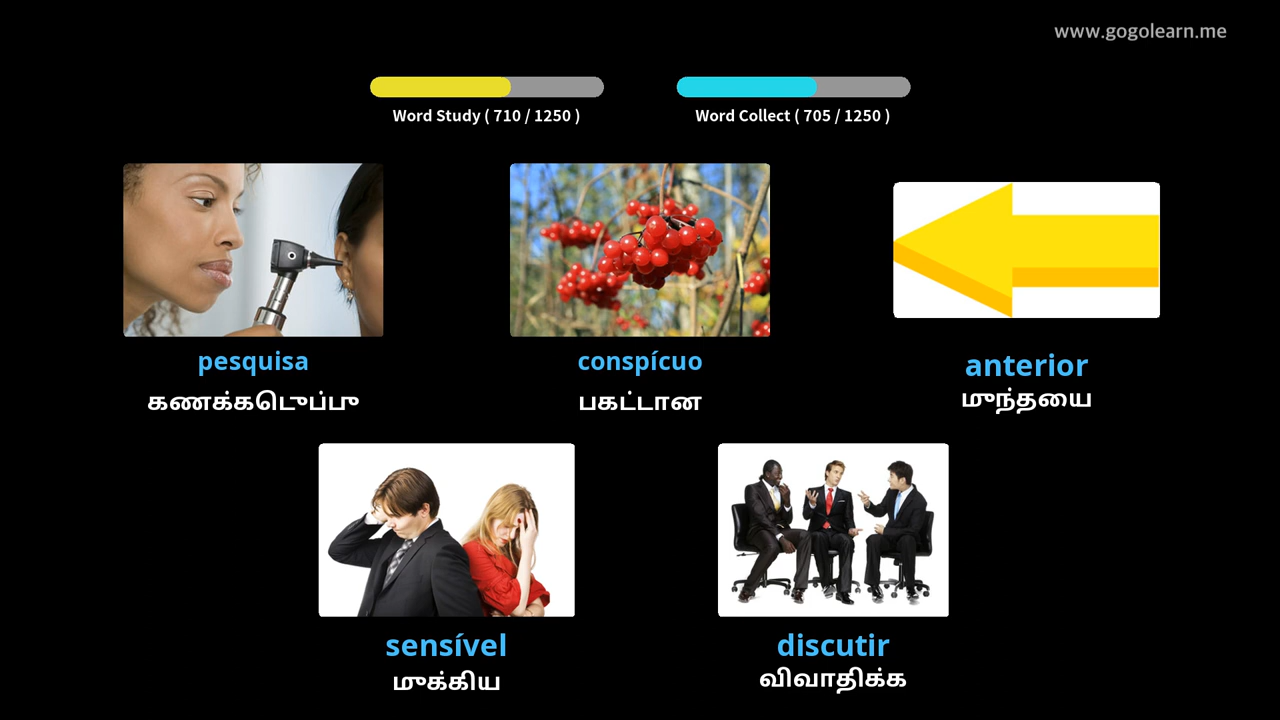 www.gogolearn.me
Word Study ( 710 / 1250 )
Word Collect ( 705 / 1250 )
pesquisa
கணக்கடெுப்பு
conspícuo
பகட்டான
anterior
முந்தயை
sensível
முக்கிய
discutir
விவாதிக்க